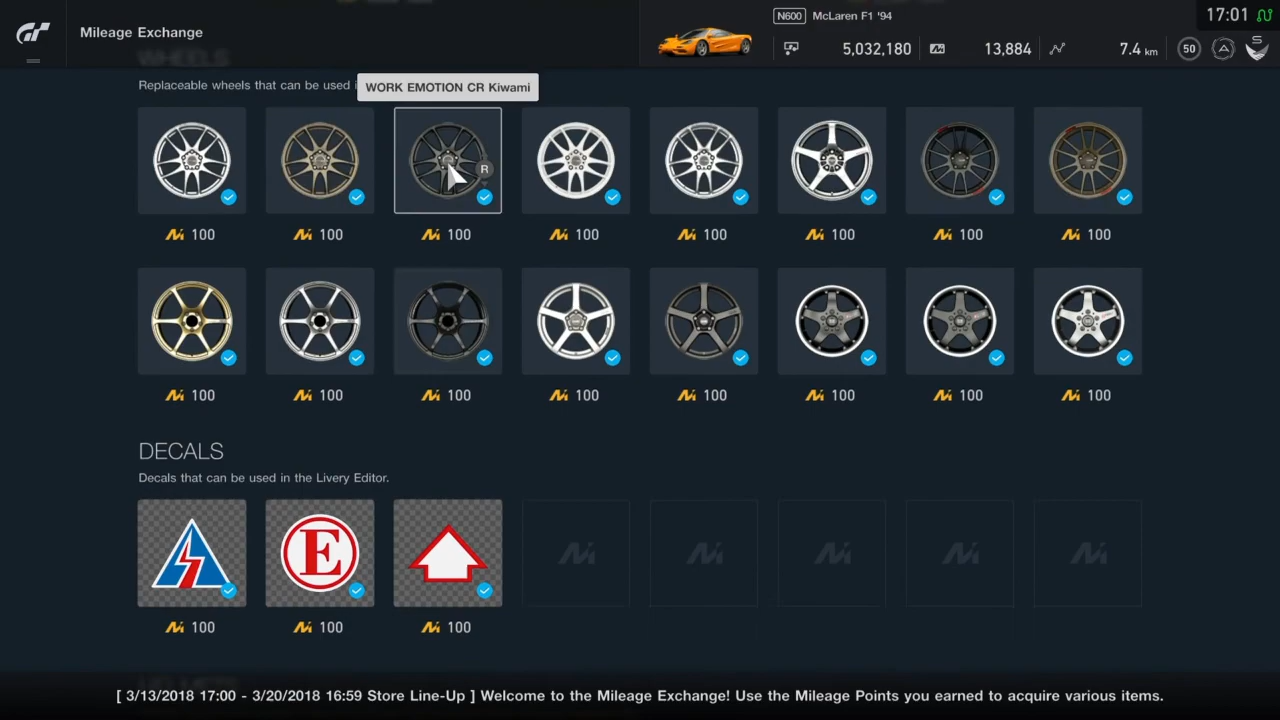 Mileage Exchange
N600 McLaren F1 '94
17:01
5,032,180
13,884
7.4 km
50
A
S
WHEELS
Replaceable wheels that can be used i
WORK EMOTION CR Kiwami
R
100 100 100 100 100 100 100 100
100 100 100 100 100 100 100 100
DECALS
Decals that can be used in the Livery Editor.
E
100 100 100
[ 3/13/2018 17:00 - 3/20/2018 16:59 Store Line-Up ] Welcome to the Mileage Exchange! Use the Mileage Points you earned to acquire various items.